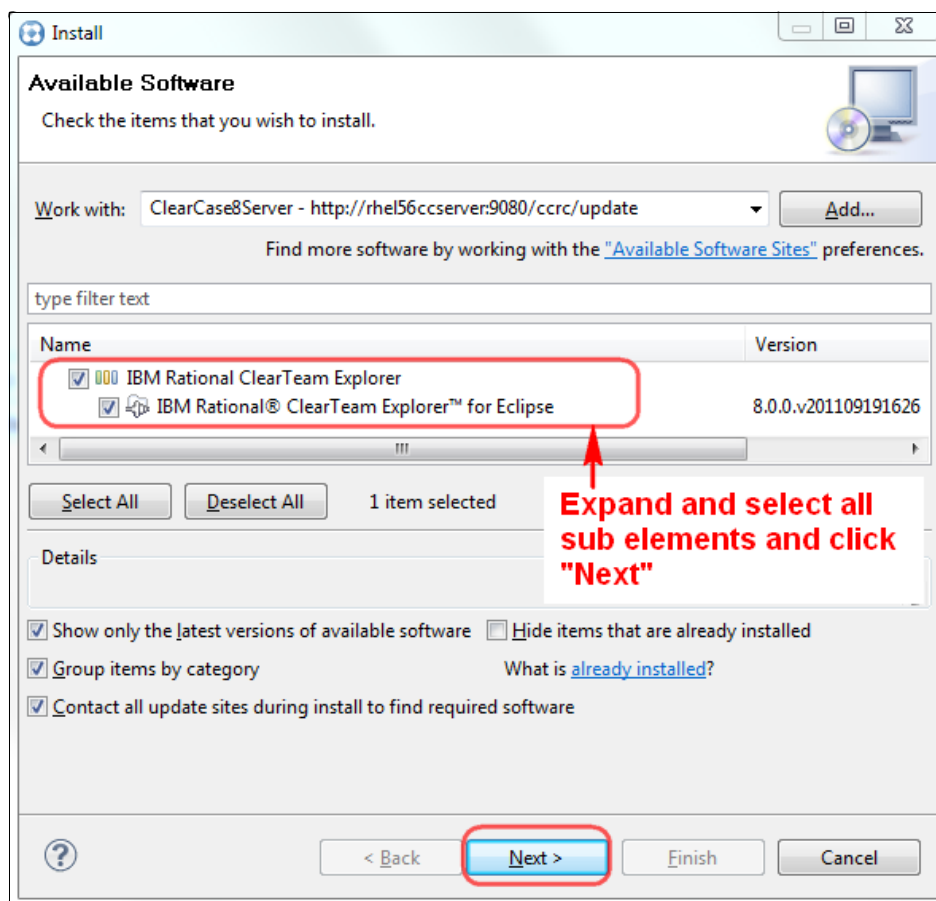 Install
Available Software
Check the items that you wish to install.
Work with: ClearCase8Server - http://rhel56ccserver:9080/ccrc/update Add...
Find more software by working with the "Available Software Sites" preferences.
type filter text
Name Version
IBM Rational ClearTeam Explorer
IBM Rational® ClearTeam Explorer™ for Eclipse 8.0.0.v201109191626
Select All Deselect All 1 item selected
Expand and select all
sub elements and click
"Next"
Details
Show only the latest versions of available software Hide items that are already installed
Group items by category What is already installed?
Contact all update sites during install to find required software
? < Back Next > Finish Cancel